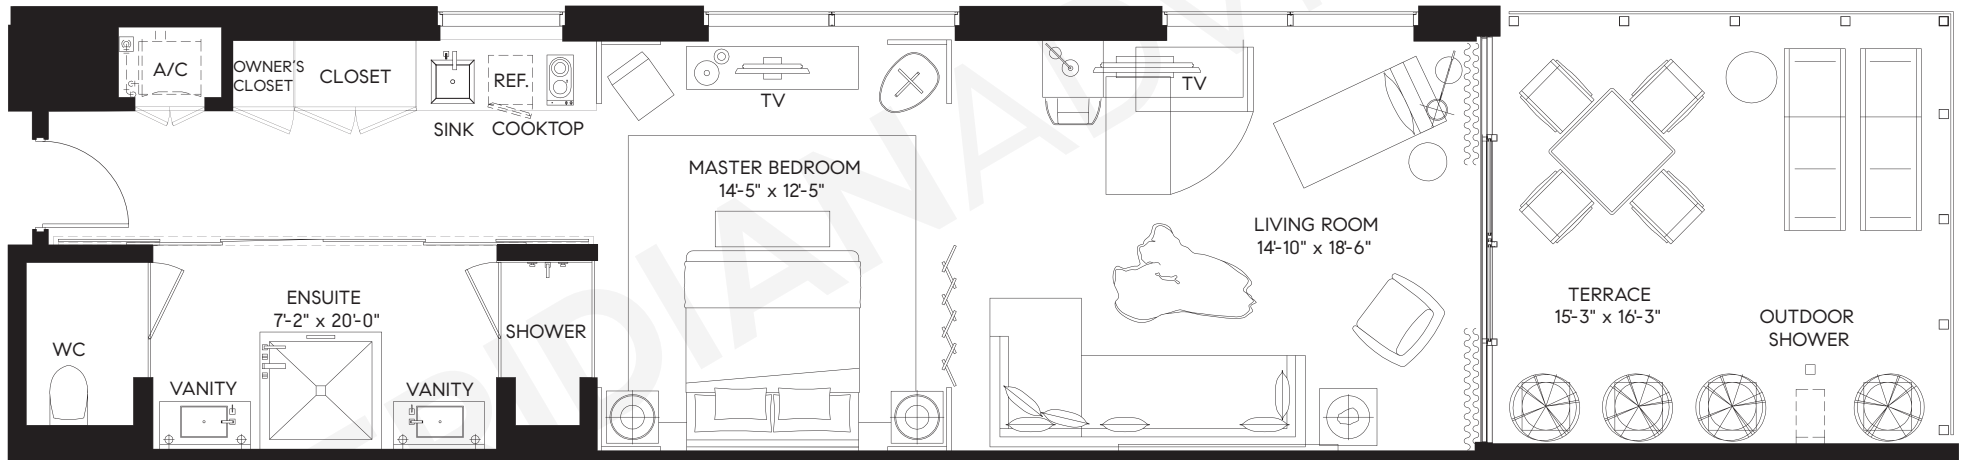 A/C
OWNER'S
CLOSET
CLOSET
SINK
REF.
COOKTOP
TV
MASTER BEDROOM
14'-5" x 12'-5"
TV
LIVING ROOM
14'-10" x 18'-6"
TERRACE
15'-3" x 16'-3"
OUTDOOR
SHOWER
WC
ENSUITE
7'-2" x 20'-0"
VANITY
VANITY
SHOWER